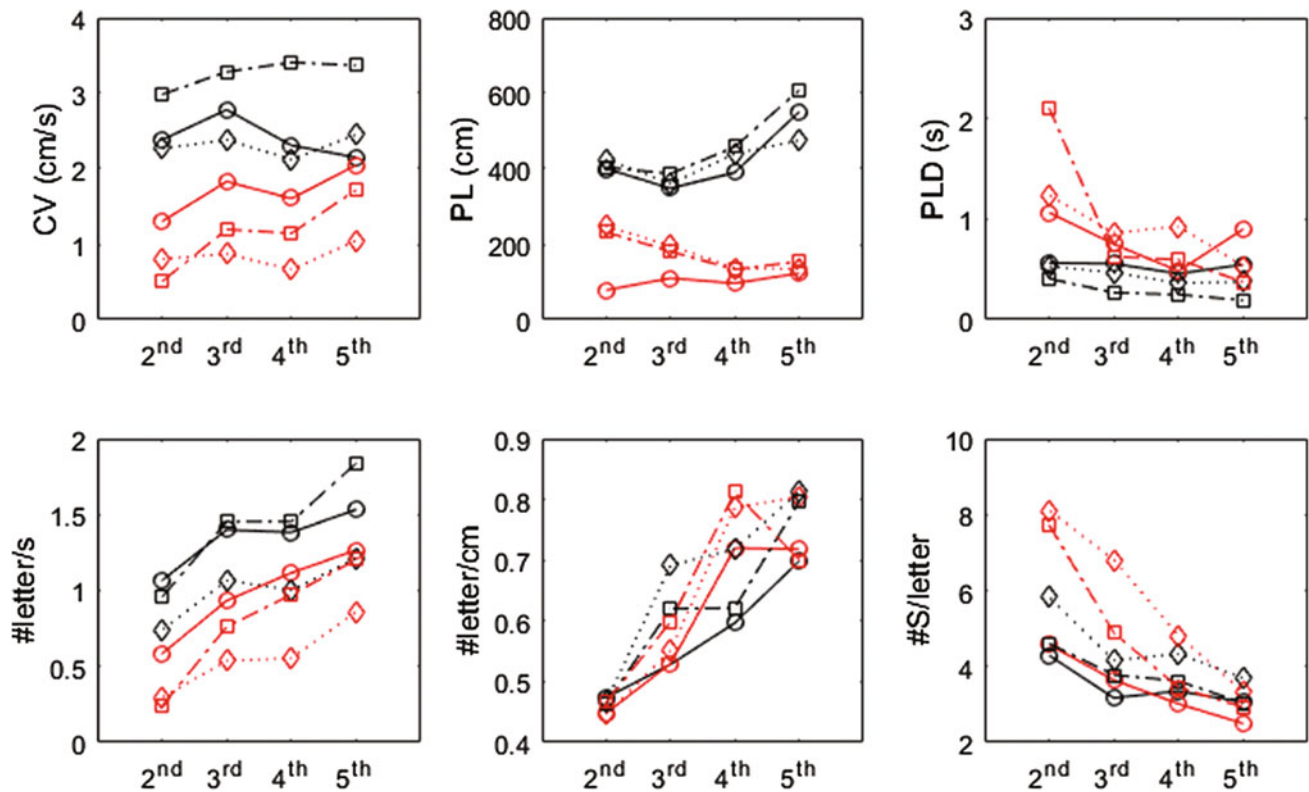 CV (cm/s)
4
3
2
1
0
2nd 3rd 4th 5th
PL (cm)
800
600
400
200
0
2nd 3rd 4th 5th
PLD (s)
3
2
1
0
2nd 3rd 4th 5th
#letter/s
2
1.5
1
0.5
0
2nd 3rd 4th 5th
#letter/cm
0.9
0.8
0.7
0.6
0.5
0.4
2nd 3rd 4th 5th
#S/letter
10
8
6
4
2
2nd 3rd 4th 5th